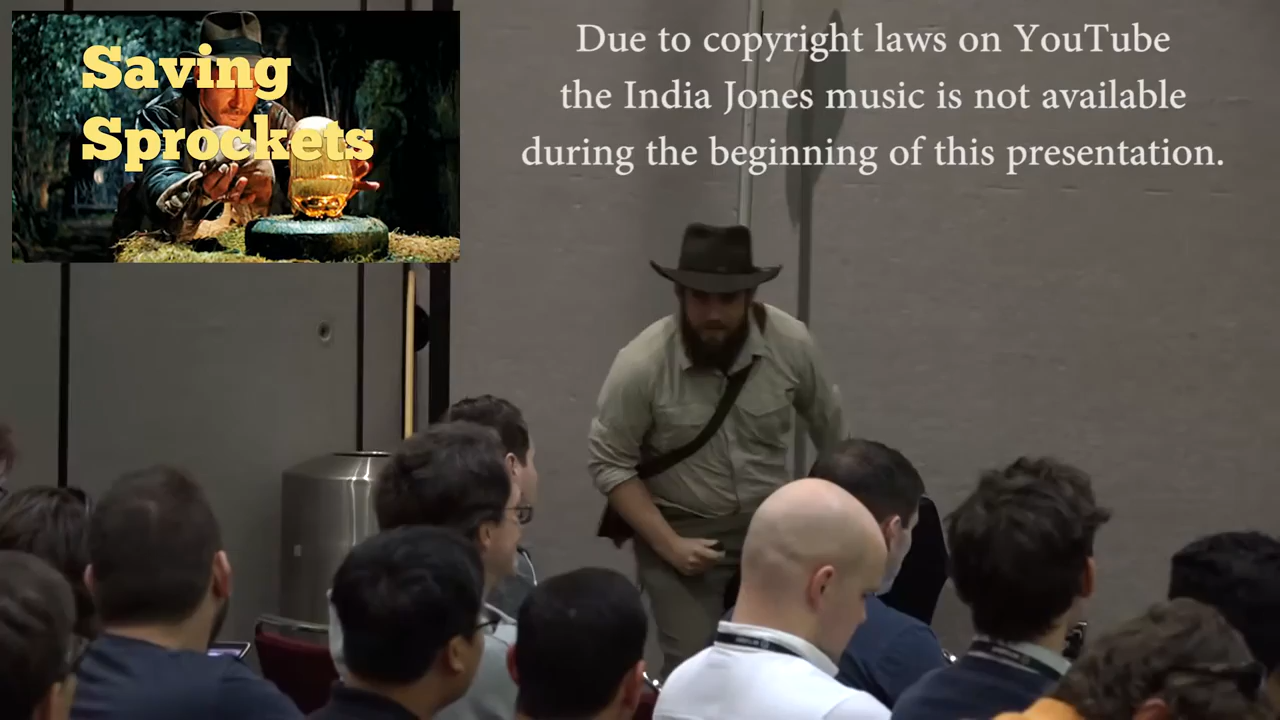 Saving
Sprockets
Due to copyright laws on YouTube
the India Jones music is not available
during the beginning of this presentation.